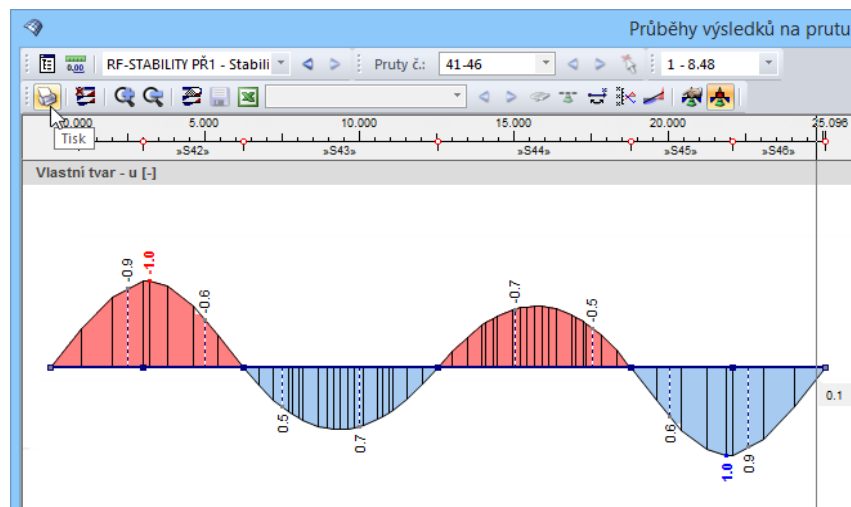 Průběhy výsledků na prutu
0.00 RF-STABILITY PŘ1 - Stabili Pruty č.: 41-46 1 - 8.48
0.000 5.000 10.000 15.000 20.000 25.096
Tisk
»S42» »S43» »S44» »S45» »S46»
Vlastní tvar - u [-]
-0.9
-1.0
-0.6
-0.7
-0.5
0.5
0.7
0.6
1.0
0.9
0.1